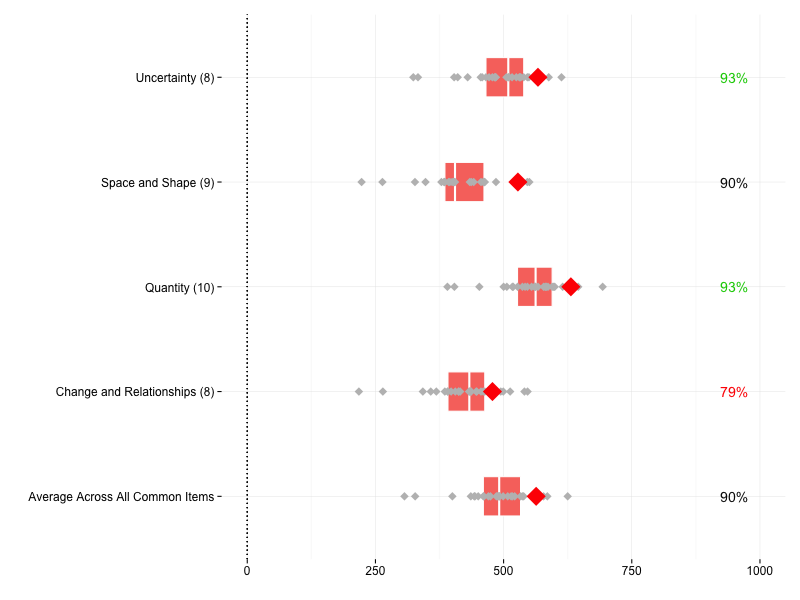 Uncertainty (8)
93%
Space and Shape (9)
90%
Quantity (10)
93%
Change and Relationships (8)
79%
Average Across All Common Items
90%
0 250 500 750 1000